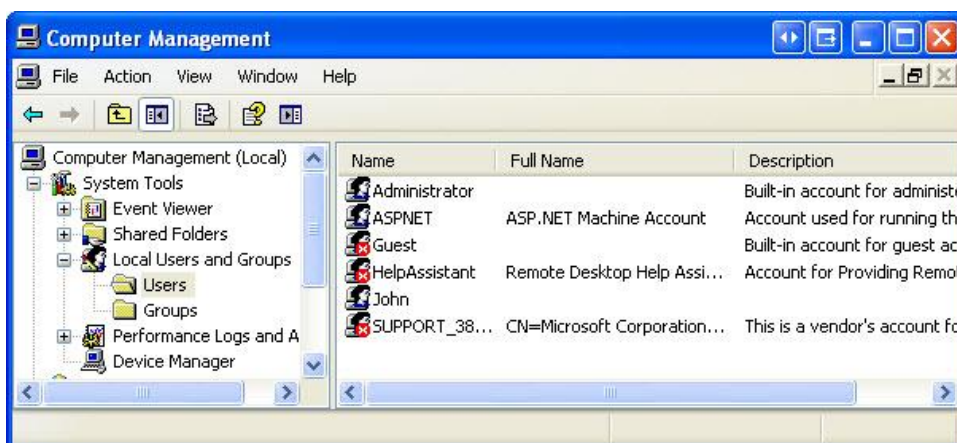 Computer Management
File Action View Window Help
Computer Management (Local)
System Tools
Event Viewer
Shared Folders
Local Users and Groups
Users
Groups
Performance Logs and A
Device Manager
Name Full Name Description
Administrator Built-in account for administe
ASPNET ASP.NET Machine Account Account used for running th
Guest Built-in account for guest ac
HelpAssistant Remote Desktop Help Assi... Account for Providing Remo
John
SUPPORT_38... CN=Microsoft Corporation... This is a vendor's account fo